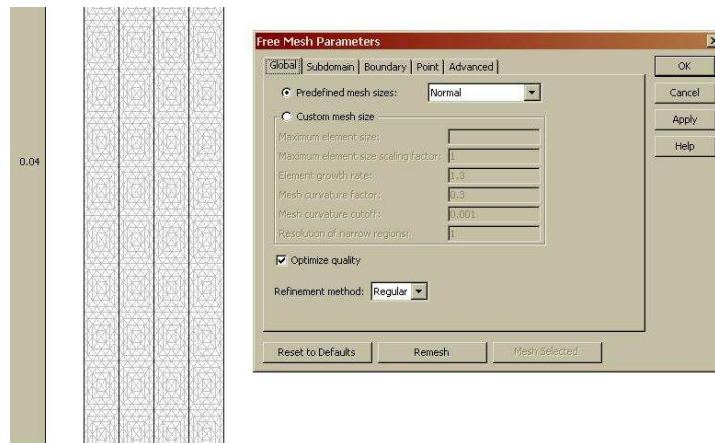 Free Mesh Parameters
Global Subdomain Boundary Point Advanced
OK
Predefined mesh sizes: Normal
Cancel
Custom mesh size
Apply
Maximum element size:
Help
Maximum element size scaling factor: 1
0.04
Element growth rate: 1.3
Mesh curvature factor: 0.3
Mesh curvature cutoff: 0.001
Resolution of narrow regions: 1
Optimize quality
Refinement method: Regular
Reset to Defaults Remesh Mesh Selected